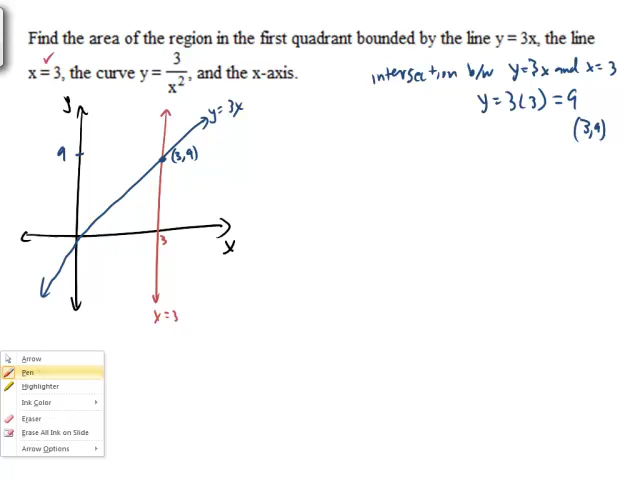 Find the area of the region in the first quadrant bounded by the line y = 3x, the line
x = 3, the curve y = 3/x², and the x-axis.
intersection b/w y=3x and x=3
y = 3(3) = 9
(3,9)
y
y=3x
9
(3,9)
3
x
x=3
Arrow
Pen
Highlighter
Ink Color
Eraser
Erase All Ink on Slide
Arrow Options